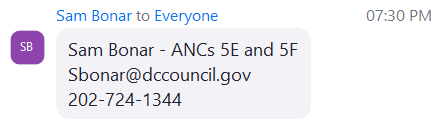 Sam Bonar to Everyone 07:30 PM
SB
Sam Bonar - ANCs 5E and 5F
Sbonar@dccouncil.gov
202-724-1344